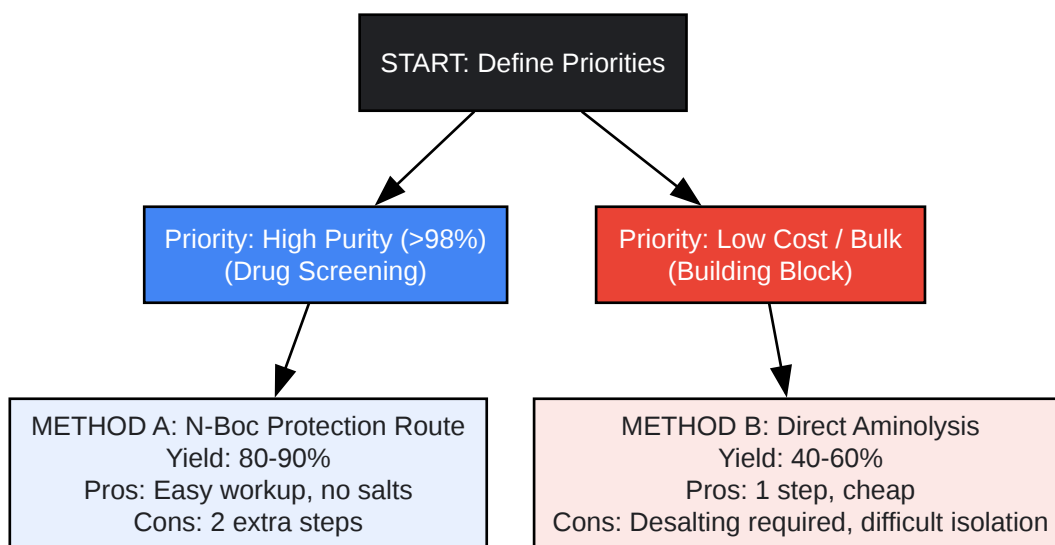 START: Define Priorities
Priority: High Purity (>98%)
(Drug Screening)
Priority: Low Cost / Bulk
(Building Block)
METHOD A: N-Boc Protection Route
Yield: 80-90%
Pros: Easy workup, no salts
Cons: 2 extra steps
METHOD B: Direct Aminolysis
Yield: 40-60%
Pros: 1 step, cheap
Cons: Desalting required, difficult isolation